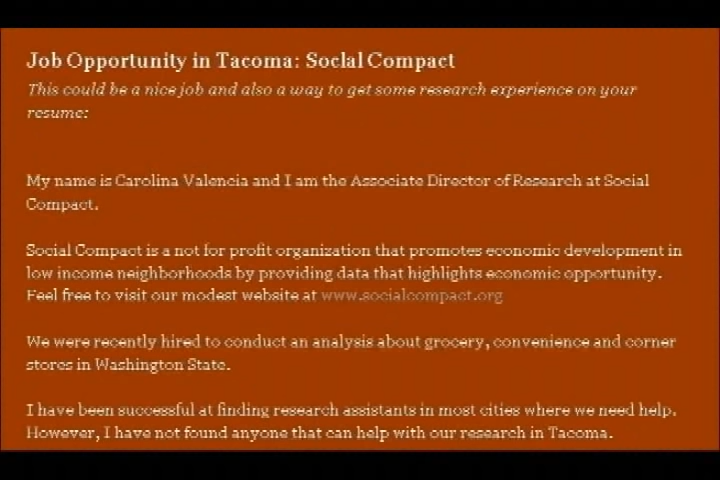 Job Opportunity in Tacoma: Social Compact
This could be a nice job and also a way to get some research experience on your
resume:
My name is Carolina Valencia and I am the Associate Director of Research at Social
Compact.
Social Compact is a not for profit organization that promotes economic development in
low income neighborhoods by providing data that highlights economic opportunity.
Feel free to visit our modest website at www.socialcompact.org
We were recently hired to conduct an analysis about grocery, convenience and corner
stores in Washington State.
I have been successful at finding research assistants in most cities where we need help.
However, I have not found anyone that can help with our research in Tacoma.